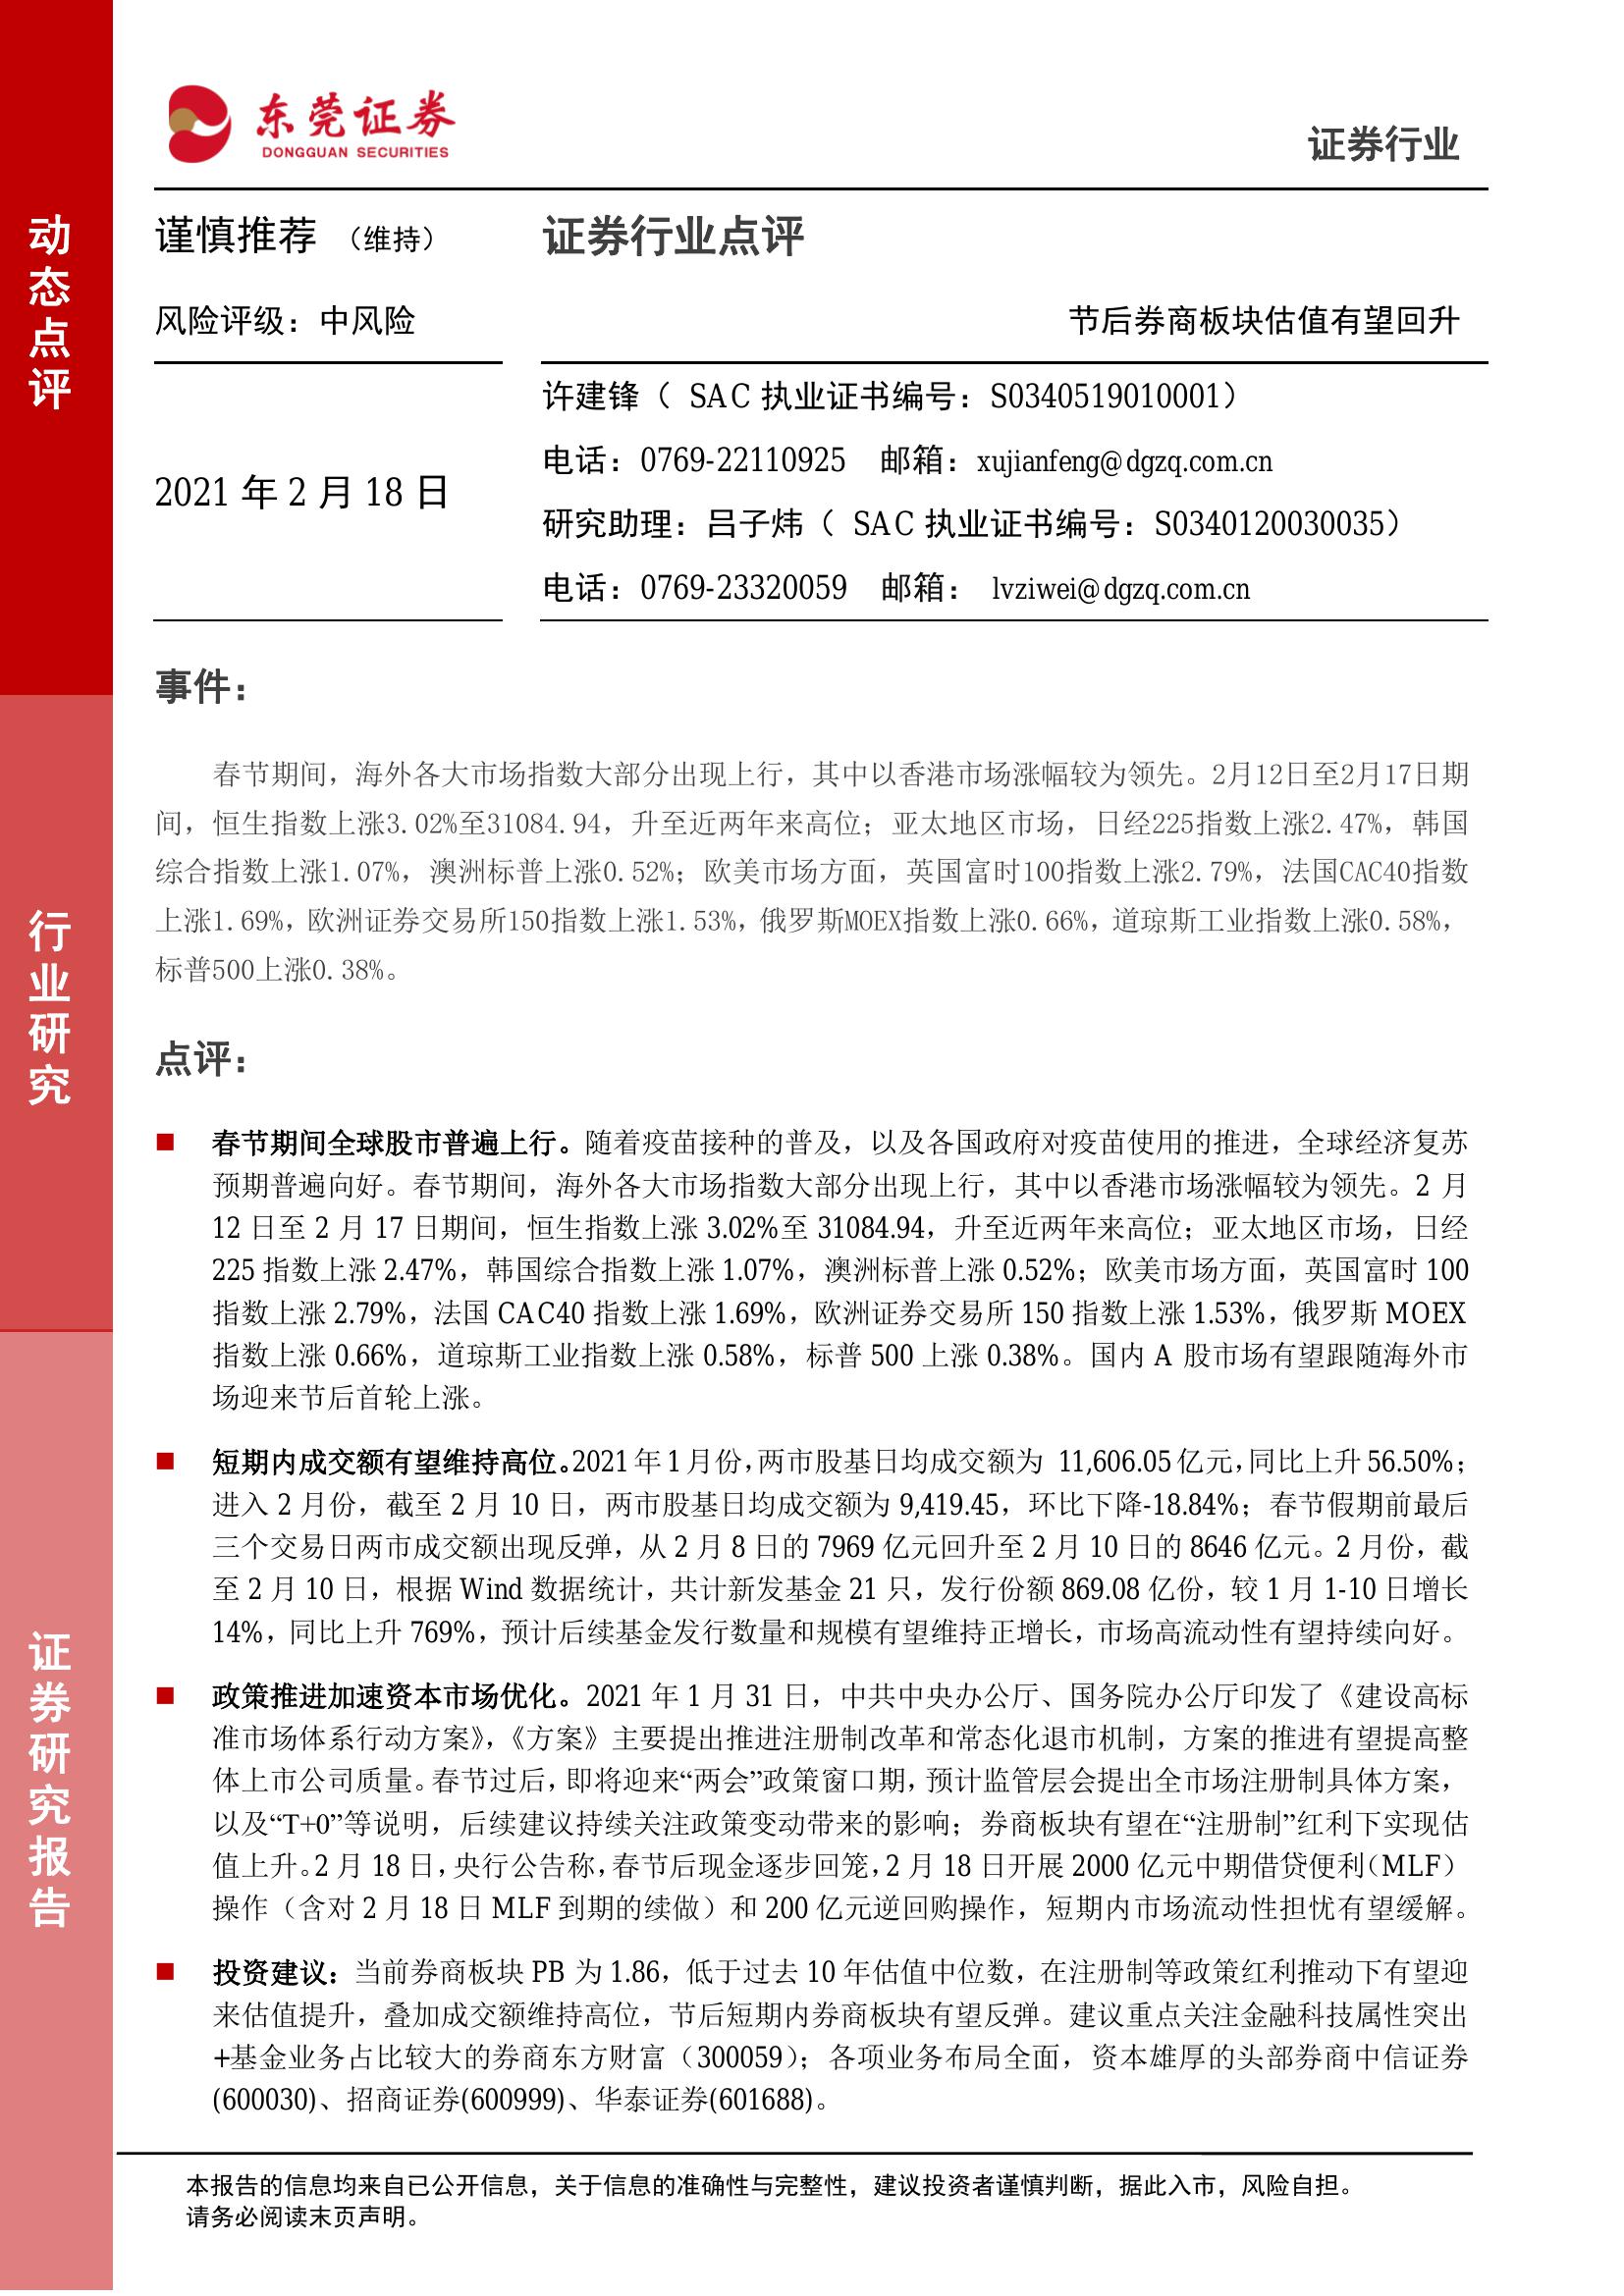 东莞证券
DONGGUAN SECURITIES
证券行业
动态点评
行业研究
证券研究报告
谨慎推荐 （维持）
风险评级：中风险
2021 年 2 月 18 日
证券行业点评
节后券商板块估值有望回升
许建锋（ SAC 执业证书编号：S0340519010001）
电话：0769-22110925 邮箱：xujianfeng@dgzq.com.cn
研究助理：吕子炜（ SAC 执业证书编号：S0340120030035）
电话：0769-23320059 邮箱： lvziwei@dgzq.com.cn
事件：
春节期间，海外各大市场指数大部分出现上行，其中以香港市场涨幅较为领先。2月12日至2月17日期
间，恒生指数上涨3.02%至31084.94，升至近两年来高位；亚太地区市场，日经225指数上涨2.47%，韩国
综合指数上涨1.07%，澳洲标普上涨0.52%；欧美市场方面，英国富时100指数上涨2.79%，法国CAC40指数
上涨1.69%，欧洲证券交易所150指数上涨1.53%，俄罗斯MOEX指数上涨0.66%，道琼斯工业指数上涨0.58%，
标普500上涨0.38%。
点评：
■ 春节期间全球股市普遍上行。随着疫苗接种的普及，以及各国政府对疫苗使用的推进，全球经济复苏
预期普遍向好。春节期间，海外各大市场指数大部分出现上行，其中以香港市场涨幅较为领先。2 月
12 日至 2 月 17 日期间，恒生指数上涨 3.02%至 31084.94，升至近两年来高位；亚太地区市场，日经
225 指数上涨 2.47%，韩国综合指数上涨 1.07%，澳洲标普上涨 0.52%；欧美市场方面，英国富时 100
指数上涨 2.79%，法国 CAC40 指数上涨 1.69%，欧洲证券交易所 150 指数上涨 1.53%，俄罗斯 MOEX
指数上涨 0.66%，道琼斯工业指数上涨 0.58%，标普 500 上涨 0.38%。国内 A 股市场有望跟随海外市
场迎来节后首轮上涨。
■ 短期内成交额有望维持高位。2021 年 1 月份，两市股基日均成交额为 11,606.05 亿元，同比上升 56.50%；
进入 2 月份，截至 2 月 10 日，两市股基日均成交额为 9,419.45，环比下降-18.84%；春节假期前最后
三个交易日两市成交额出现反弹，从 2 月 8 日的 7969 亿元回升至 2 月 10 日的 8646 亿元。2 月份，截
至 2 月 10 日，根据 Wind 数据统计，共计新发基金 21 只，发行份额 869.08 亿份，较 1 月 1-10 日增长
14%，同比上升 769%，预计后续基金发行数量和规模有望维持正增长，市场高流动性有望持续向好。
■ 政策推进加速资本市场优化。2021 年 1 月 31 日，中共中央办公厅、国务院办公厅印发了《建设高标
准市场体系行动方案》，《方案》主要提出推进注册制改革和常态化退市机制，方案的推进有望提高整
体上市公司质量。春节过后，即将迎来“两会”政策窗口期，预计监管层会提出全市场注册制具体方案，
以及“T+0”等说明，后续建议持续关注政策变动带来的影响；券商板块有望在“注册制”红利下实现估
值上升。2 月 18 日，央行公告称，春节后现金逐步回笼，2 月 18 日开展 2000 亿元中期借贷便利（MLF）
操作（含对 2 月 18 日 MLF 到期的续做）和 200 亿元逆回购操作，短期内市场流动性担忧有望缓解。
■ 投资建议：当前券商板块 PB 为 1.86，低于过去 10 年估值中位数，在注册制等政策红利推动下有望迎
来估值提升，叠加成交额维持高位，节后短期内券商板块有望反弹。建议重点关注金融科技属性突出
+基金业务占比较大的券商东方财富（300059）；各项业务布局全面，资本雄厚的头部券商中信证券
(600030)、招商证券(600999)、华泰证券(601688)。
本报告的信息均来自已公开信息，关于信息的准确性与完整性，建议投资者谨慎判断，据此入市，风险自担。
请务必阅读末页声明。